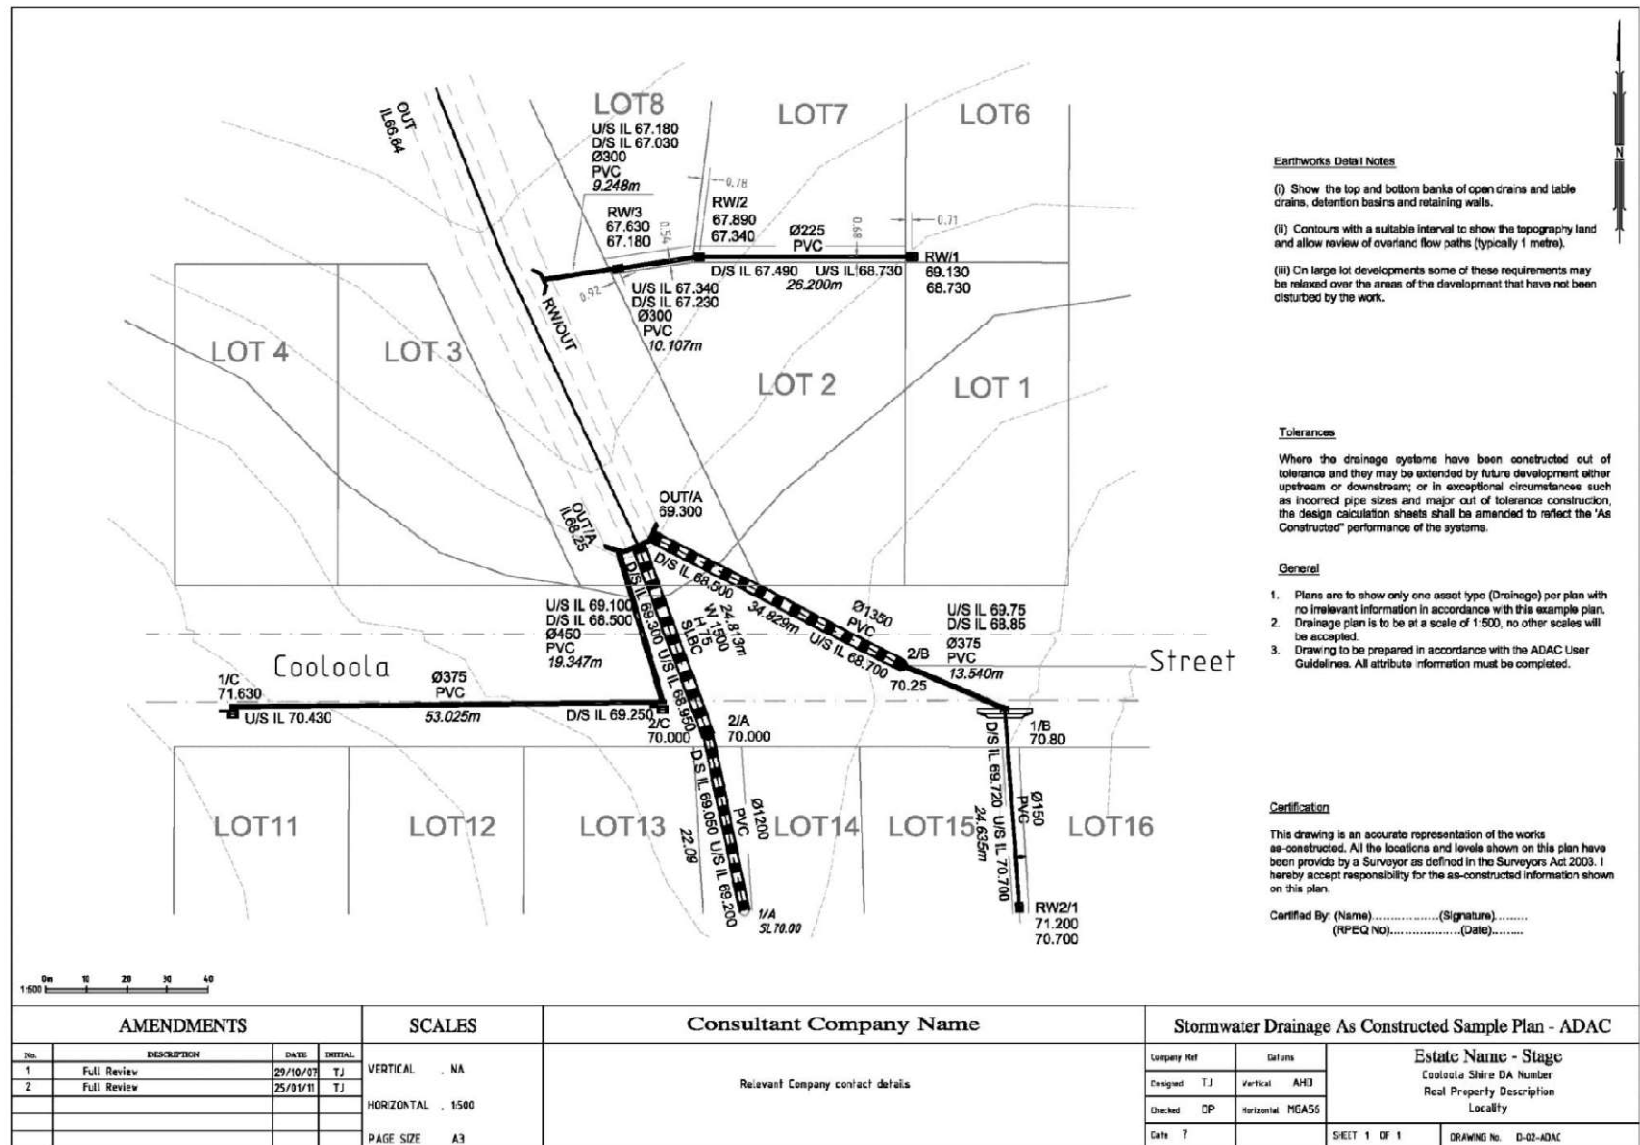 OUT
IL66.64
LOT8
U/S IL 67.180
D/S IL 67.030
Ø300
PVC
9.248m
LOT7
LOT6
0.78
RW/3
67.630
67.180
0.54
RW/2
67.890
67.340
Ø225
PVC
0.68
0.71
D/S IL 67.490 U/S IL 68.730
26.200m
RW/1
69.130
68.730
0.92
U/S IL 67.340
D/S IL 67.230
Ø300
PVC
10.107m
RW/OUT
LOT 4
LOT 3
LOT 2
LOT 1
OUT/A
IL68.25
OUT/A
69.300
D/S IL 68.500
34.829m
U/S IL 68.700
Ø1350
PVC
2/B
70.25
U/S IL 69.75
D/S IL 68.85
Ø375
PVC
13.540m
U/S IL 69.100
D/S IL 68.500
Ø450
PVC
19.347m
D/S IL 69.300 U/S IL 68.950
SLBC
H 75
W 1500
24.813m
Cooloola
Street
1/C
71.630
U/S IL 70.430
Ø375
PVC
53.025m
D/S IL 69.250
2/C
70.000
2/A
70.000
1/B
70.80
D.S IL 69.050 U/S IL 69.200
22.09
Ø1200
PVC
D/S IL 69.720 U/S IL 70.700
24.635m
Ø150
PVC
LOT11
LOT12
LOT13
LOT14
LOT15
LOT16
1/A
SL70.00
RW2/1
71.200
70.700
N
Earthworks Detail Notes
(i) Show the top and bottom banks of open drains and table
drains, detention basins and retaining walls.
(ii) Contours with a suitable interval to show the topography land
and allow review of overland flow paths (typically 1 metre).
(iii) On large lot developments some of these requirements may
be relaxed over the areas of the development that have not been
disturbed by the work.
Tolerances
Where the drainage systems have been constructed out of
tolerance and they may be extended by future development either
upstream or downstream; or in exceptional circumstances such
as incorrect pipe sizes and major out of tolerance construction,
the design calculation sheets shall be amended to reflect the "As
Constructed" performance of the systems.
General
1. Plans are to show only one asset type (Drainage) per plan with
no irrelevant information in accordance with this example plan.
2. Drainage plan is to be at a scale of 1:500, no other scales will
be accepted.
3. Drawing to be prepared in accordance with the ADAC User
Guidelines. All attribute information must be completed.
Certification
This drawing is an accurate representation of the works
as-constructed. All the locations and levels shown on this plan have
been provide by a Surveyor as defined in the Surveyors Act 2003. I
hereby accept responsibility for the as-constructed information shown
on this plan.
Certified By: (Name)..................(Signature).........
(RPEQ No)...................(Date).........
1:500 0m 10 20 30 40
AMENDMENTS
No. DESCRIPTION DATE INITIAL
1 Full Review 29/10/07 TJ
2 Full Review 25/01/11 TJ
SCALES
VERTICAL . NA
HORIZONTAL . 1:500
PAGE SIZE A3
Consultant Company Name
Relevant Company contact details
Stormwater Drainage As Constructed Sample Plan - ADAC
Company Ref Datums
Designed TJ Vertical AHD
Checked DP Horizontal MGA56
Date ?
Estate Name - Stage
Cooloola Shire DA Number
Real Property Description
Locality
SHEET 1 OF 1 DRAWING No. D-02-ADAC